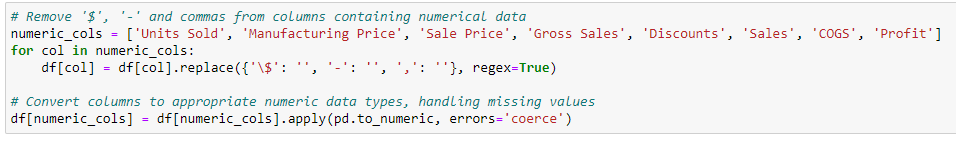 # Remove '$', '-' and commas from columns containing numerical data
numeric_cols = ['Units Sold', 'Manufacturing Price', 'Sale Price', 'Gross Sales', 'Discounts', 'Sales', 'COGS', 'Profit']
for col in numeric_cols:
    df[col] = df[col].replace({'\$': '', '-': '', ',': ''}, regex=True)
# Convert columns to appropriate numeric data types, handling missing values
df[numeric_cols] = df[numeric_cols].apply(pd.to_numeric, errors='coerce')